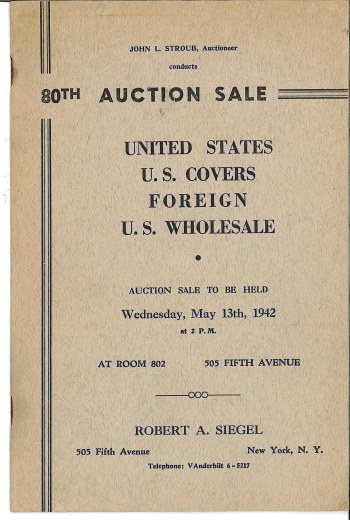 JOHN L. STROUB, Auctioneer
conducts
80TH AUCTION SALE
UNITED STATES
U. S. COVERS
FOREIGN
U. S. WHOLESALE
•
AUCTION SALE TO BE HELD
Wednesday, May 13th, 1942
at 2 P. M.
AT ROOM 802 505 FIFTH AVENUE
ROBERT A. SIEGEL
505 Fifth Avenue New York, N. Y.
Telephone: VAnderbilt 6 - 5217